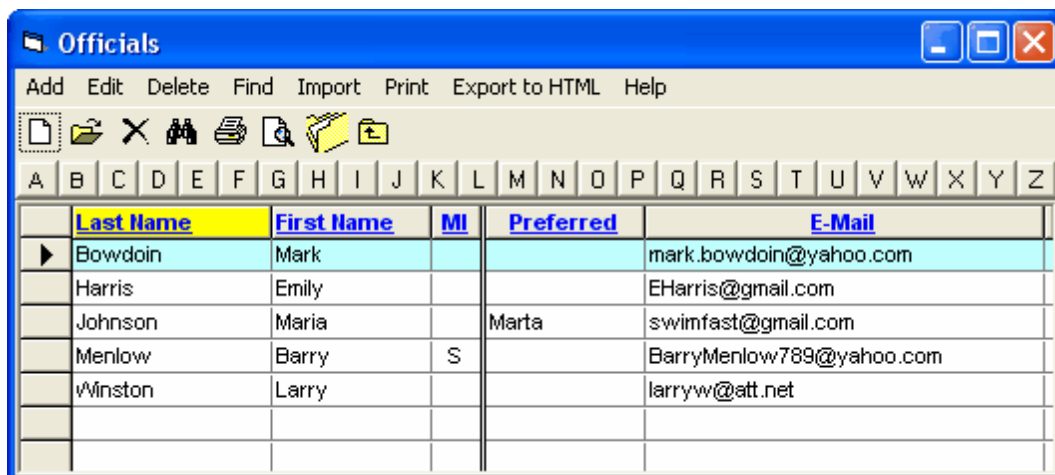 Officials
Add Edit Delete Find Import Print Export to HTML Help
A B C D E F G H I J K L M N O P Q R S T U V W X Y Z
Last Name First Name MI Preferred E-Mail
Bowdoin Mark mark.bowdoin@yahoo.com
Harris Emily EHarris@gmail.com
Johnson Maria Marta swimfast@gmail.com
Menlow Barry S BarryMenlow789@yahoo.com
Winston Larry larryw@att.net